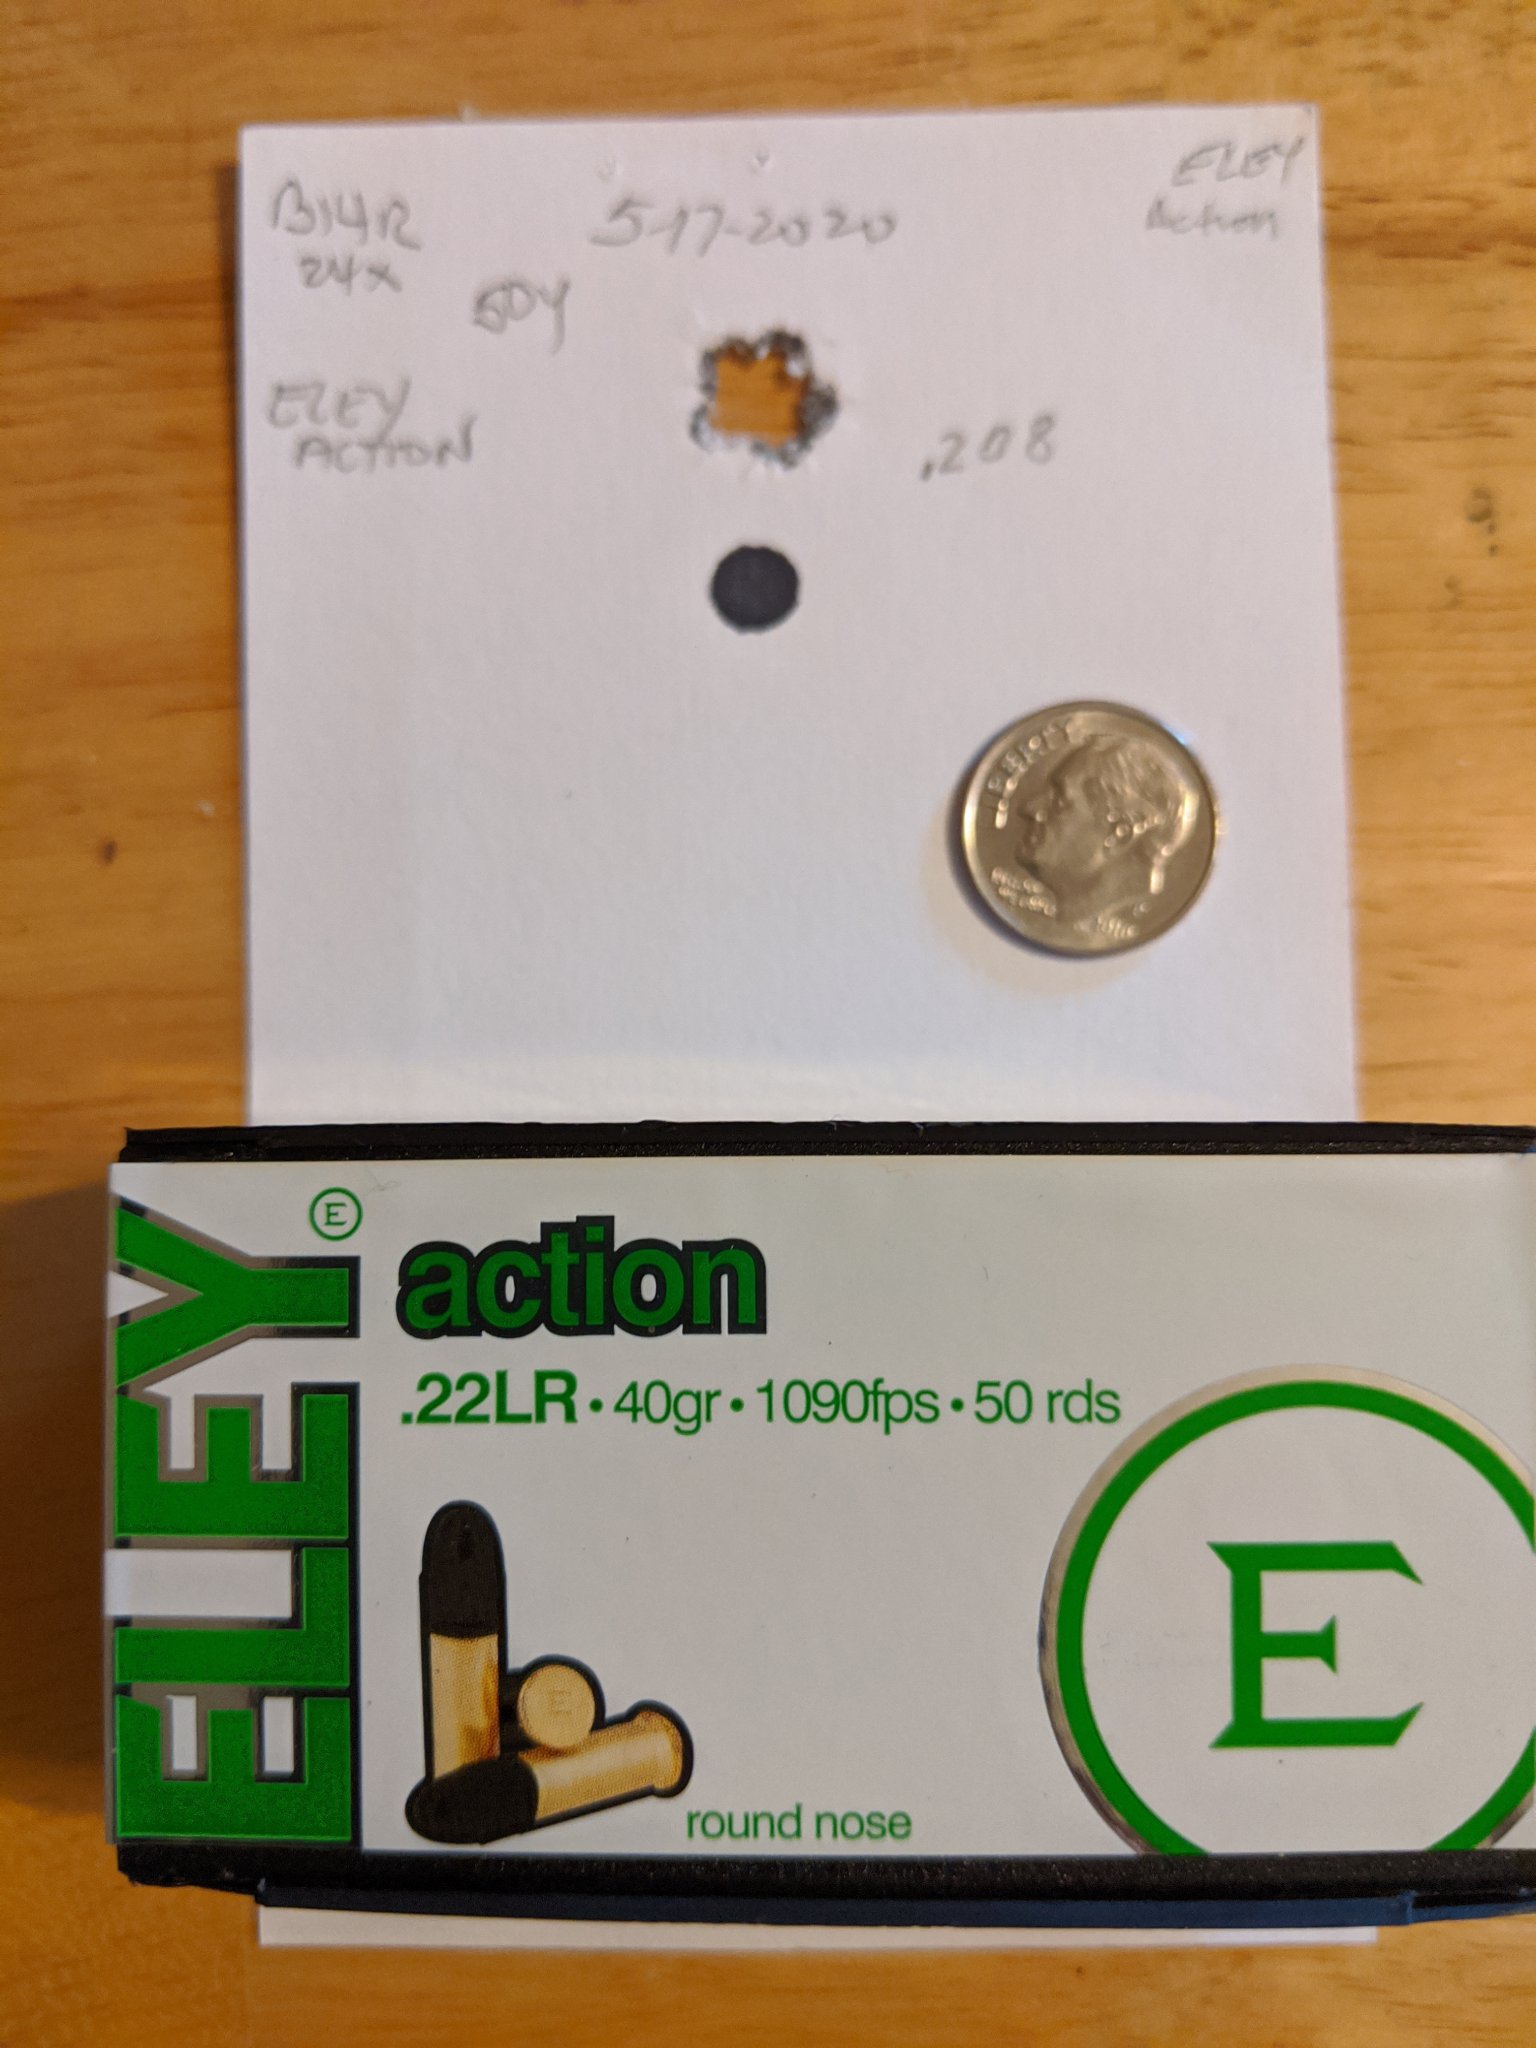 B14R
24x
5-17-2020
ELEY
Action
50y
ELEY
ACTION
.208
LIBERTY
ELEY
E
action
.22LR • 40gr • 1090fps • 50 rds
E
E
round nose